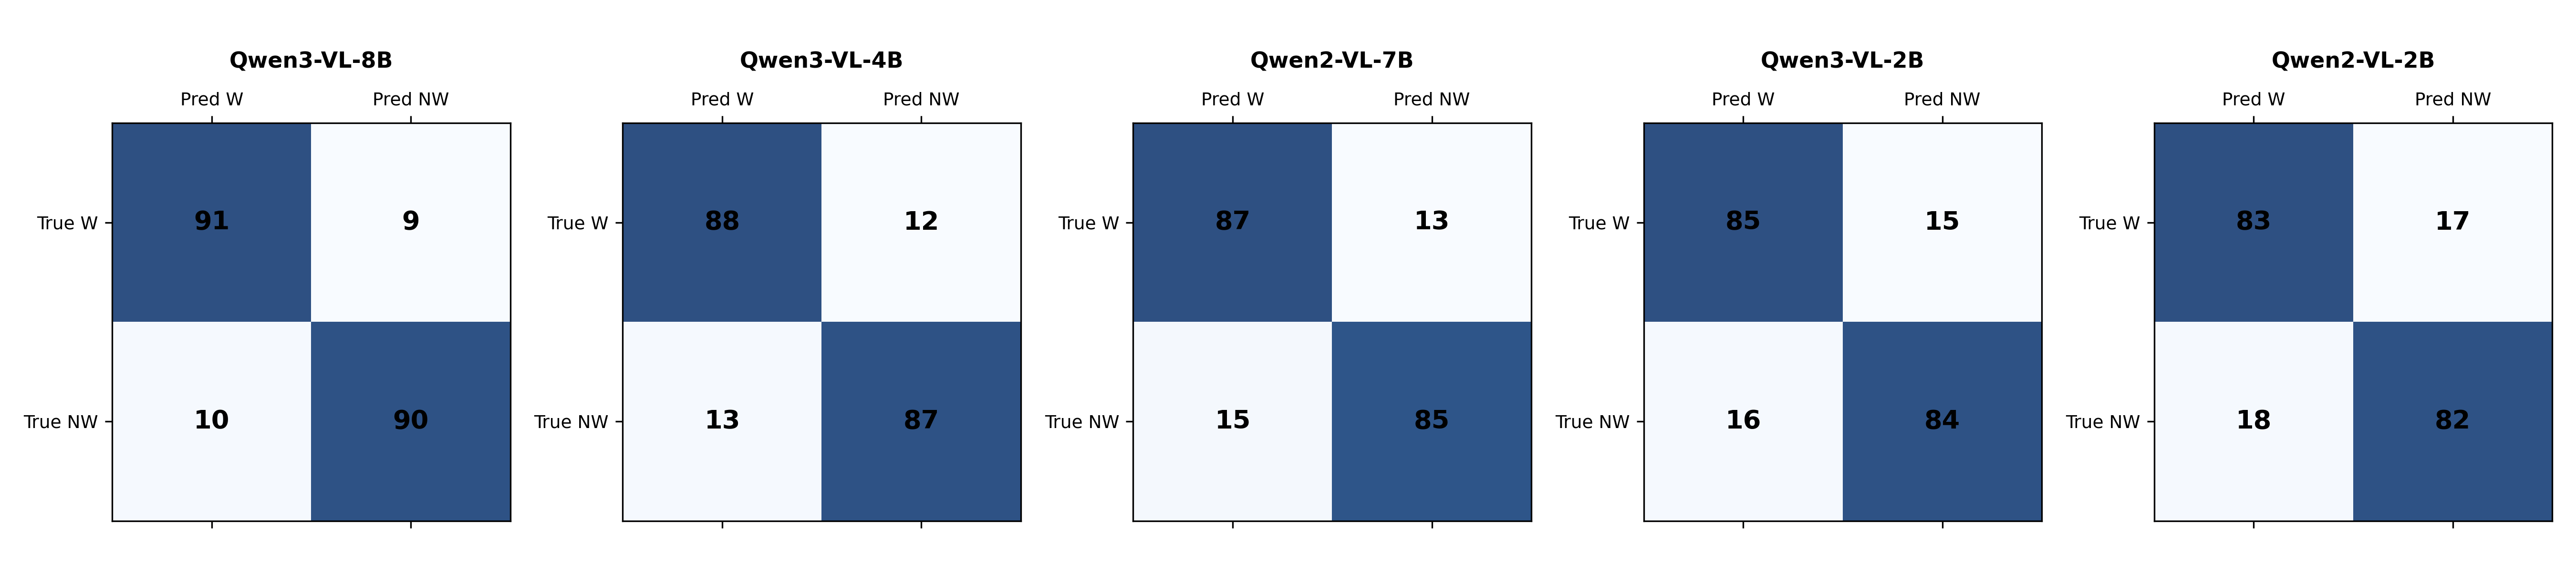 Qwen3-VL-8B
Pred W Pred NW
True W 91 9
True NW 10 90
Qwen3-VL-4B
Pred W Pred NW
True W 88 12
True NW 13 87
Qwen2-VL-7B
Pred W Pred NW
True W 87 13
True NW 15 85
Qwen3-VL-2B
Pred W Pred NW
True W 85 15
True NW 16 84
Qwen2-VL-2B
Pred W Pred NW
True W 83 17
True NW 18 82